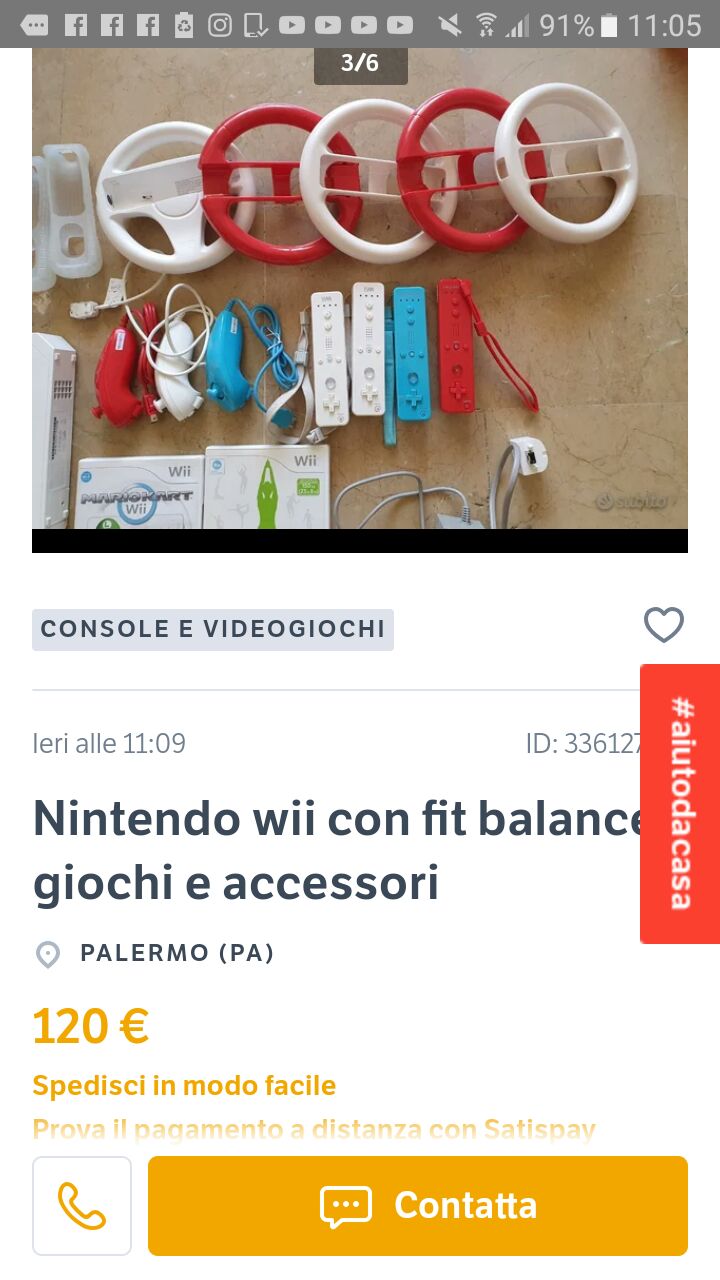 91% 11:05
3/6
Wii
MARIOKART
Wii
Wii
subito
CONSOLE E VIDEOGIOCHI
Ieri alle 11:09
ID: 336127
#aiutodacasa
Nintendo wii con fit balance
giochi e accessori
PALERMO (PA)
120 €
Spedisci in modo facile
Prova il pagamento a distanza con Satispay
Contatta